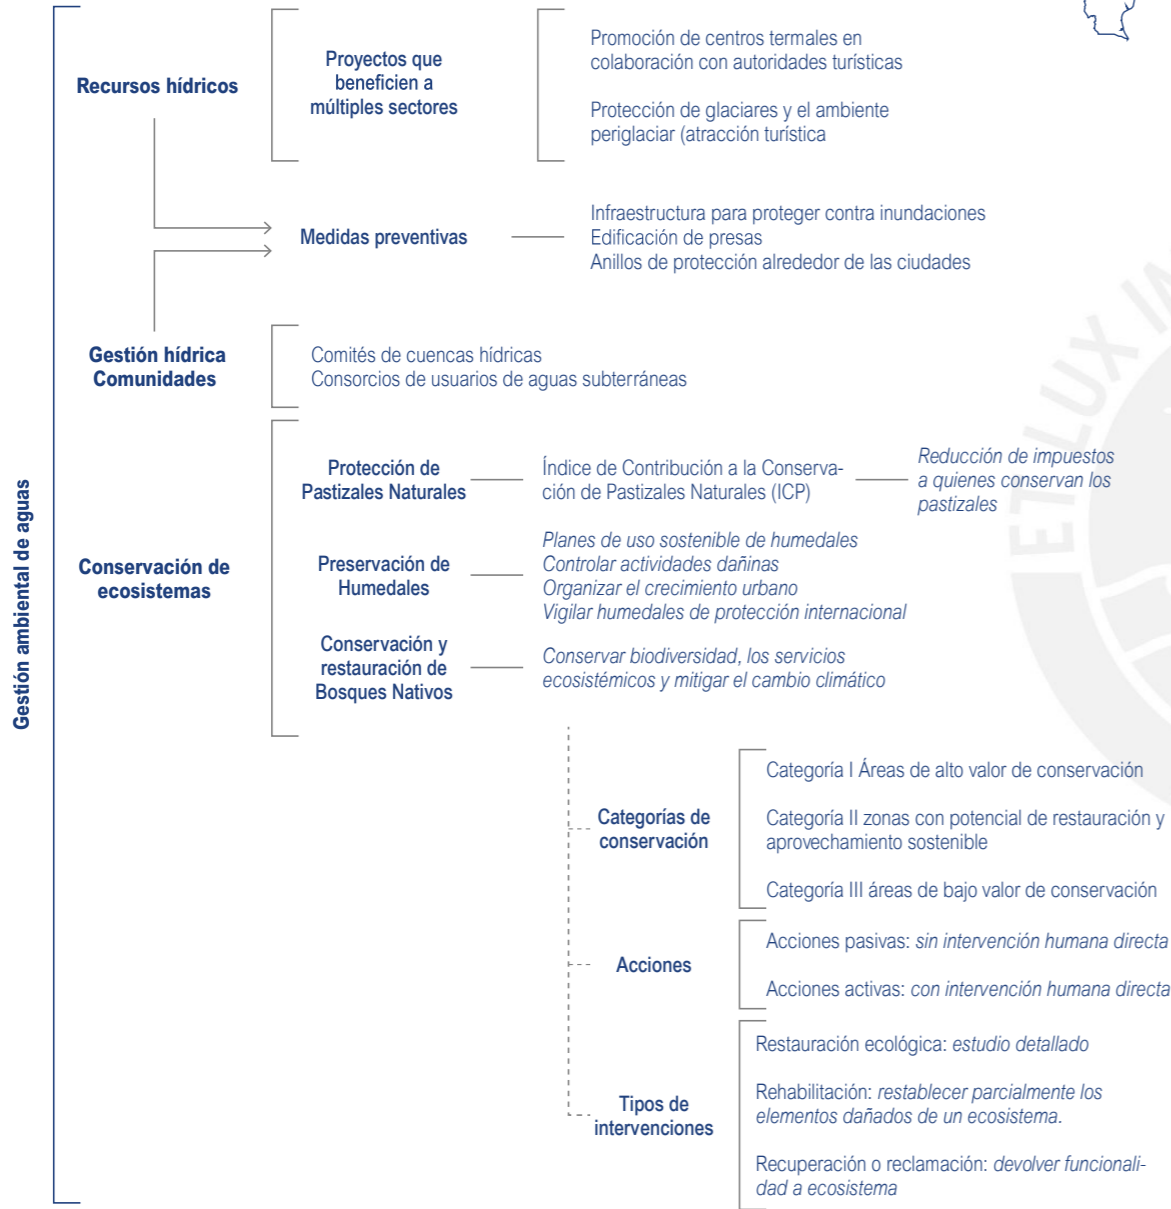 Gestión ambiental de aguas
Recursos hídricos
Proyectos que
beneficien a
múltiples sectores
Promoción de centros termales en
colaboración con autoridades turísticas
Protección de glaciares y el ambiente
periglaciar (atracción turística
Medidas preventivas
Infraestructura para proteger contra inundaciones
Edificación de presas
Anillos de protección alrededor de las ciudades
Gestión hídrica
Comunidades
Comités de cuencas hídricas
Consorcios de usuarios de aguas subterráneas
Conservación de
ecosistemas
Protección de
Pastizales Naturales
Índice de Contribución a la Conserva-
ción de Pastizales Naturales (ICP)
Reducción de impuestos
a quienes conservan los
pastizales
Preservación de
Humedales
Planes de uso sostenible de humedales
Controlar actividades dañinas
Organizar el crecimiento urbano
Vigilar humedales de protección internacional
Conservación y
restauración de
Bosques Nativos
Conservar biodiversidad, los servicios
ecosistémicos y mitigar el cambio climático
Categorías de
conservación
Categoría I Áreas de alto valor de conservación
Categoría II zonas con potencial de restauración y
aprovechamiento sostenible
Categoría III áreas de bajo valor de conservación
Acciones
Acciones pasivas: sin intervención humana directa
Acciones activas: con intervención humana directa
Tipos de
intervenciones
Restauración ecológica: estudio detallado
Rehabilitación: restablecer parcialmente los
elementos dañados de un ecosistema.
Recuperación o reclamación: devolver funcionali-
dad a ecosistema
ET LUX